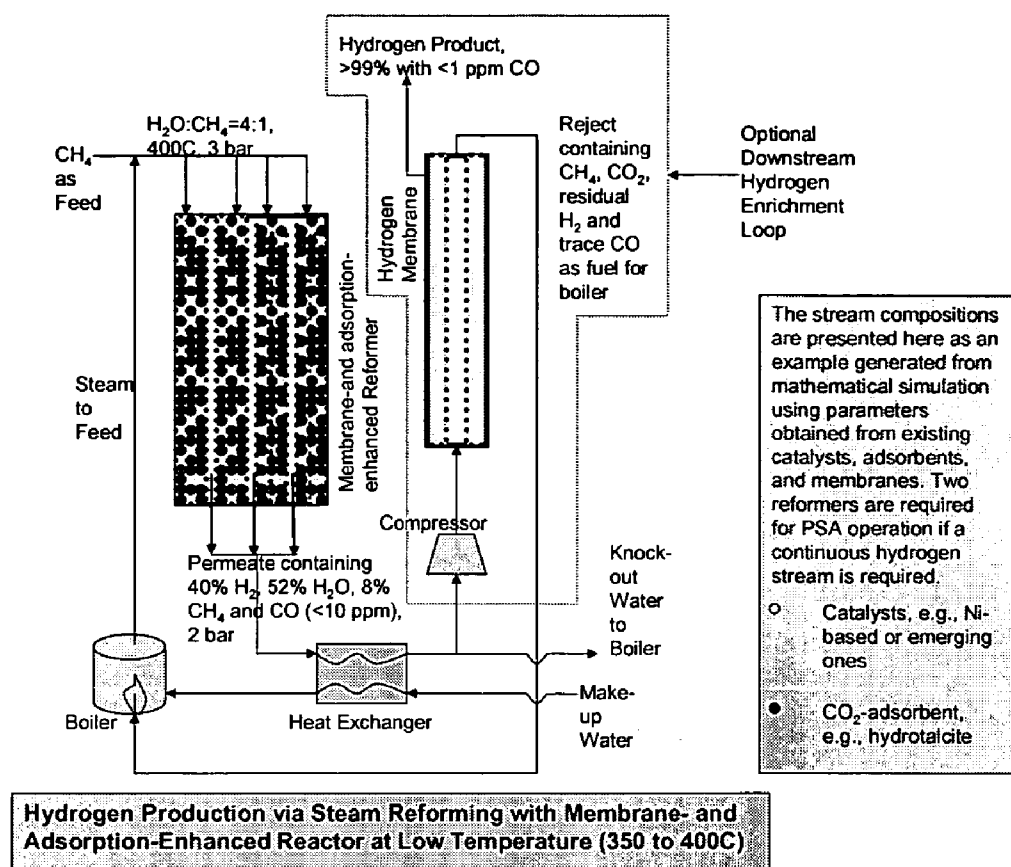 Hydrogen Product,
>99% with <1 ppm CO
H₂O:CH₄=4:1,
400C, 3 bar
CH₄
as
Feed
Hydrogen
Membrane
Reject
containing
CH₄, CO₂,
residual
H₂ and
trace CO
as fuel for
boiler
Optional
Downstream
Hydrogen
Enrichment
Loop
Membrane-and adsorption-
enhanced Reformer
Steam
to
Feed
The stream compositions
are presented here as an
example generated from
mathematical simulation
using parameters
obtained from existing
catalysts, adsorbents,
and membranes. Two
reformers are required
for PSA operation if a
continuous hydrogen
stream is required.
Catalysts, e.g., Ni-
based or emerging
ones
CO₂-adsorbent,
e.g., hydrotalcite
Compressor
Permeate containing
40% H₂, 52% H₂O, 8%
CH₄ and CO (<10 ppm),
2 bar
Knock-
out
Water
to
Boiler
Boiler
Heat Exchanger
Make-
up
Water
Hydrogen Production via Steam Reforming with Membrane- and
Adsorption-Enhanced Reactor at Low Temperature (350 to 400C)